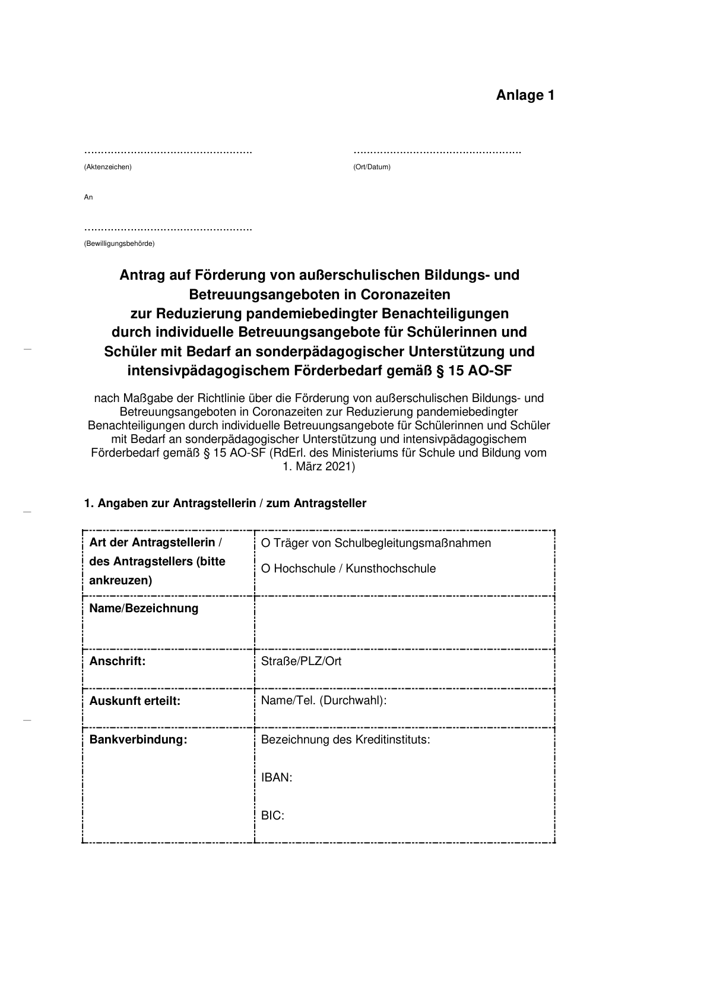 Anlage 1
……………………………………………. …………………………………………….
(Aktenzeichen) (Ort/Datum)
An
…………………………………………….
(Bewilligungsbehörde)
Antrag auf Förderung von außerschulischen Bildungs- und
Betreuungsangeboten in Coronazeiten
zur Reduzierung pandemiebedingter Benachteiligungen
durch individuelle Betreuungsangebote für Schülerinnen und
Schüler mit Bedarf an sonderpädagogischer Unterstützung und
intensivpädagogischem Förderbedarf gemäß § 15 AO-SF
nach Maßgabe der Richtlinie über die Förderung von außerschulischen Bildungs- und
Betreuungsangeboten in Coronazeiten zur Reduzierung pandemiebedingter
Benachteiligungen durch individuelle Betreuungsangebote für Schülerinnen und Schüler
mit Bedarf an sonderpädagogischer Unterstützung und intensivpädagogischem
Förderbedarf gemäß § 15 AO-SF (RdErl. des Ministeriums für Schule und Bildung vom
1. März 2021)
1. Angaben zur Antragstellerin / zum Antragsteller
Art der Antragstellerin /
des Antragstellers (bitte
ankreuzen)
O Träger von Schulbegleitungsmaßnahmen
O Hochschule / Kunsthochschule
Name/Bezeichnung
Anschrift:
Straße/PLZ/Ort
Auskunft erteilt:
Name/Tel. (Durchwahl):
Bankverbindung:
Bezeichnung des Kreditinstituts:
IBAN:
BIC: